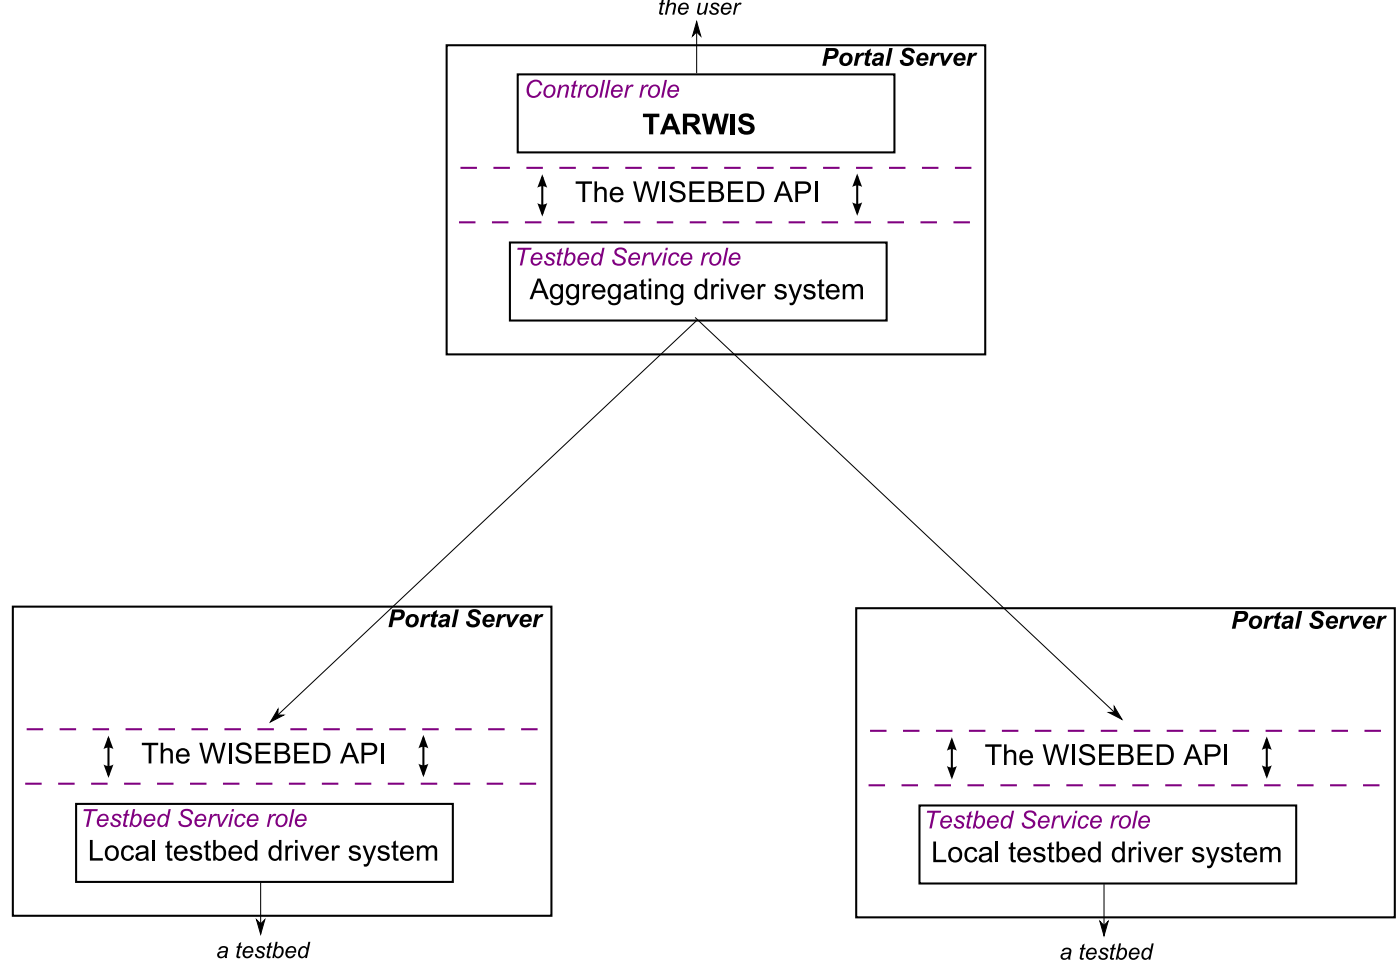 the user
Portal Server
Controller role
TARWIS
The WISEBED API
Testbed Service role
Aggregating driver system
Portal Server
The WISEBED API
Testbed Service role
Local testbed driver system
a testbed
Portal Server
The WISEBED API
Testbed Service role
Local testbed driver system
a testbed